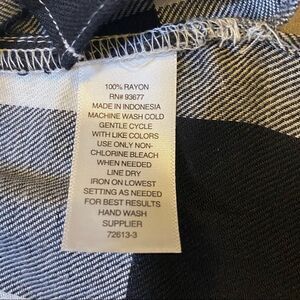 100% RAYON
RN# 93677
MADE IN INDONESIA
MACHINE WASH COLD
GENTLE CYCLE
WITH LIKE COLORS
USE ONLY NON-
CHLORINE BLEACH
WHEN NEEDED
LINE DRY
IRON ON LOWEST
SETTING AS NEEDED
FOR BEST RESULTS
HAND WASH
SUPPLIER
72613-3